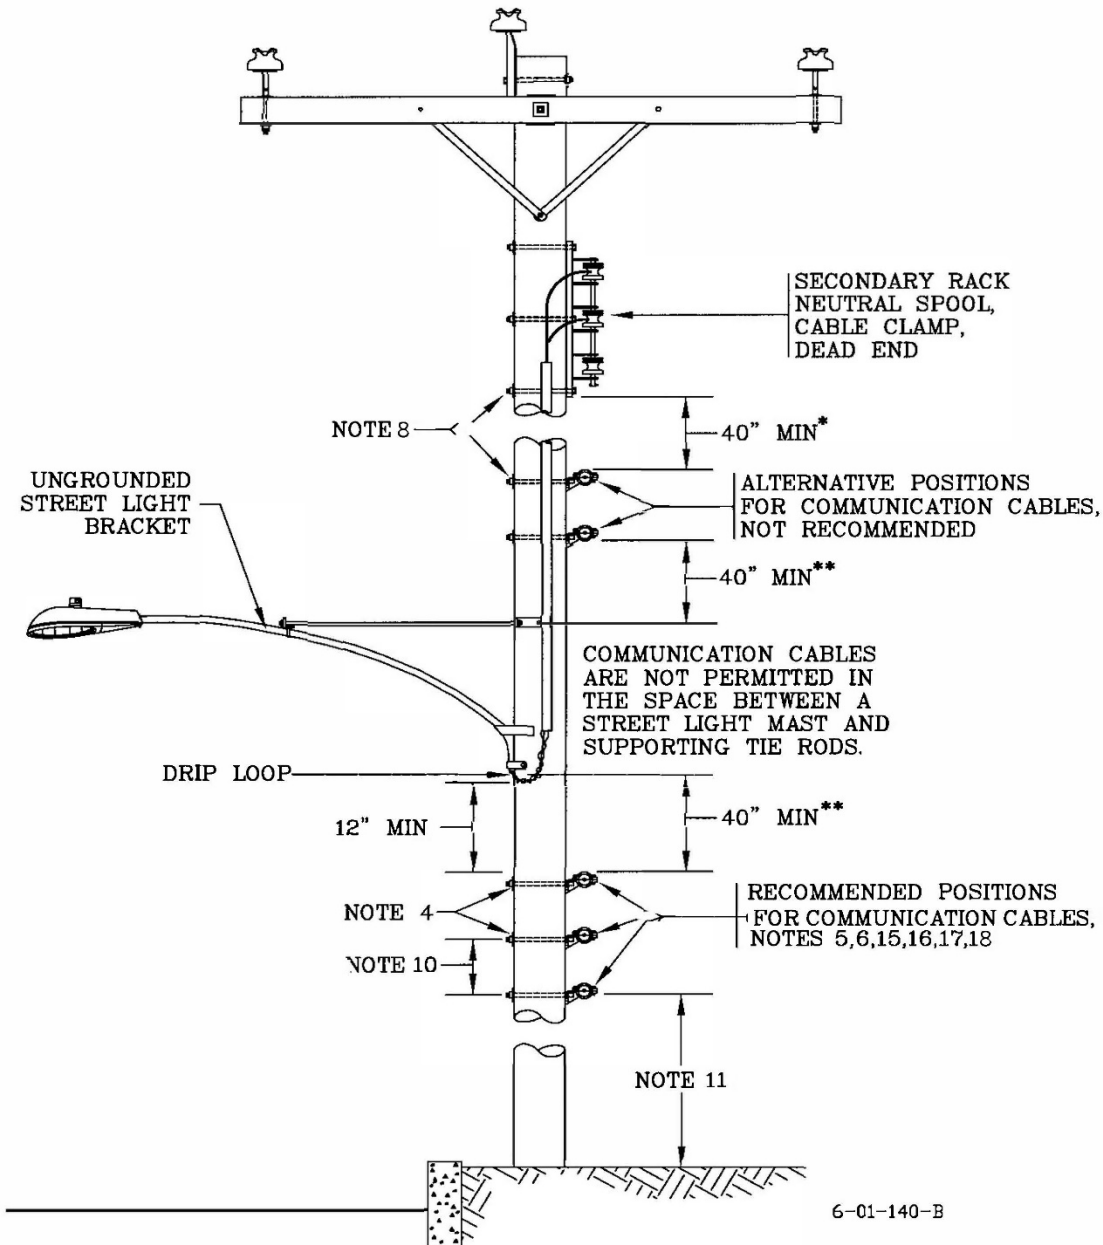 SECONDARY RACK
NEUTRAL SPOOL,
CABLE CLAMP,
DEAD END
NOTE 8
40” MIN*
UNGROUNDED
STREET LIGHT
BRACKET
ALTERNATIVE POSITIONS
FOR COMMUNICATION CABLES,
NOT RECOMMENDED
40” MIN**
COMMUNICATION CABLES
ARE NOT PERMITTED IN
THE SPACE BETWEEN A
STREET LIGHT MAST AND
SUPPORTING TIE RODS.
DRIP LOOP
12” MIN
40” MIN**
NOTE 4
RECOMMENDED POSITIONS
FOR COMMUNICATION CABLES,
NOTES 5,6,15,16,17,18
NOTE 10
NOTE 11
6-01-140-B